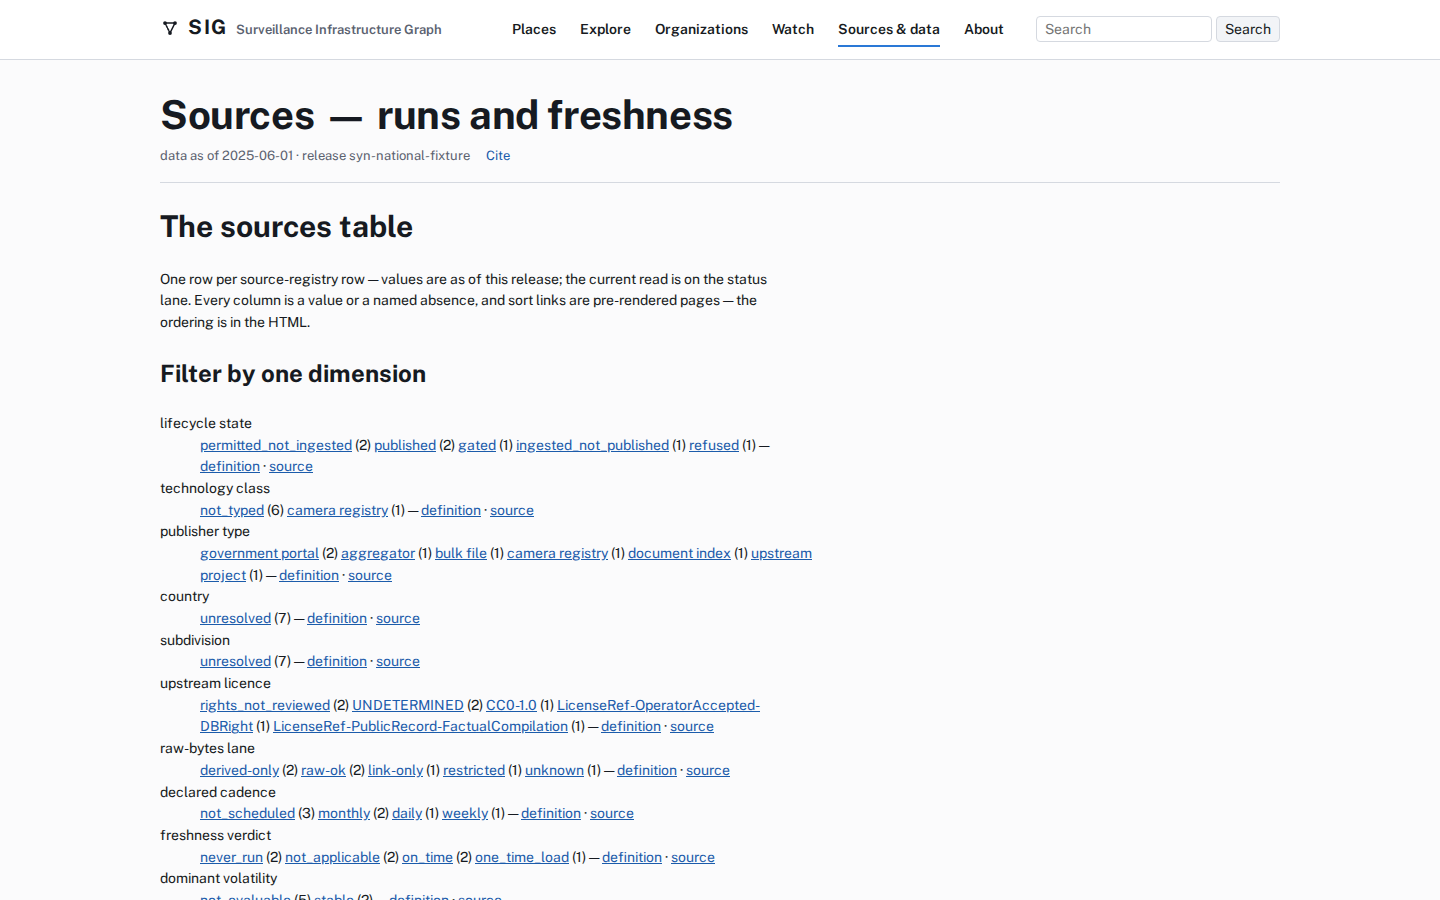 SIG Surveillance Infrastructure Graph Places Explore Organizations Watch Sources & data About Search Search
Sources — runs and freshness
data as of 2025-06-01 · release syn-national-fixture Cite
The sources table
One row per source-registry row — values are as of this release; the current read is on the status
lane. Every column is a value or a named absence, and sort links are pre-rendered pages — the
ordering is in the HTML.
Filter by one dimension
lifecycle state
permitted_not_ingested (2) published (2) gated (1) ingested_not_published (1) refused (1) —
definition · source
technology class
not_typed (6) camera registry (1) — definition · source
publisher type
government portal (2) aggregator (1) bulk file (1) camera registry (1) document index (1) upstream
project (1) — definition · source
country
unresolved (7) — definition · source
subdivision
unresolved (7) — definition · source
upstream licence
rights_not_reviewed (2) UNDETERMINED (2) CC0-1.0 (1) LicenseRef-OperatorAccepted-
DBRight (1) LicenseRef-PublicRecord-FactualCompilation (1) — definition · source
raw-bytes lane
derived-only (2) raw-ok (2) link-only (1) restricted (1) unknown (1) — definition · source
declared cadence
not_scheduled (3) monthly (2) daily (1) weekly (1) — definition · source
freshness verdict
never_run (2) not_applicable (2) on_time (2) one_time_load (1) — definition · source
dominant volatility
not_evaluable (5) stable (2) — definition · source